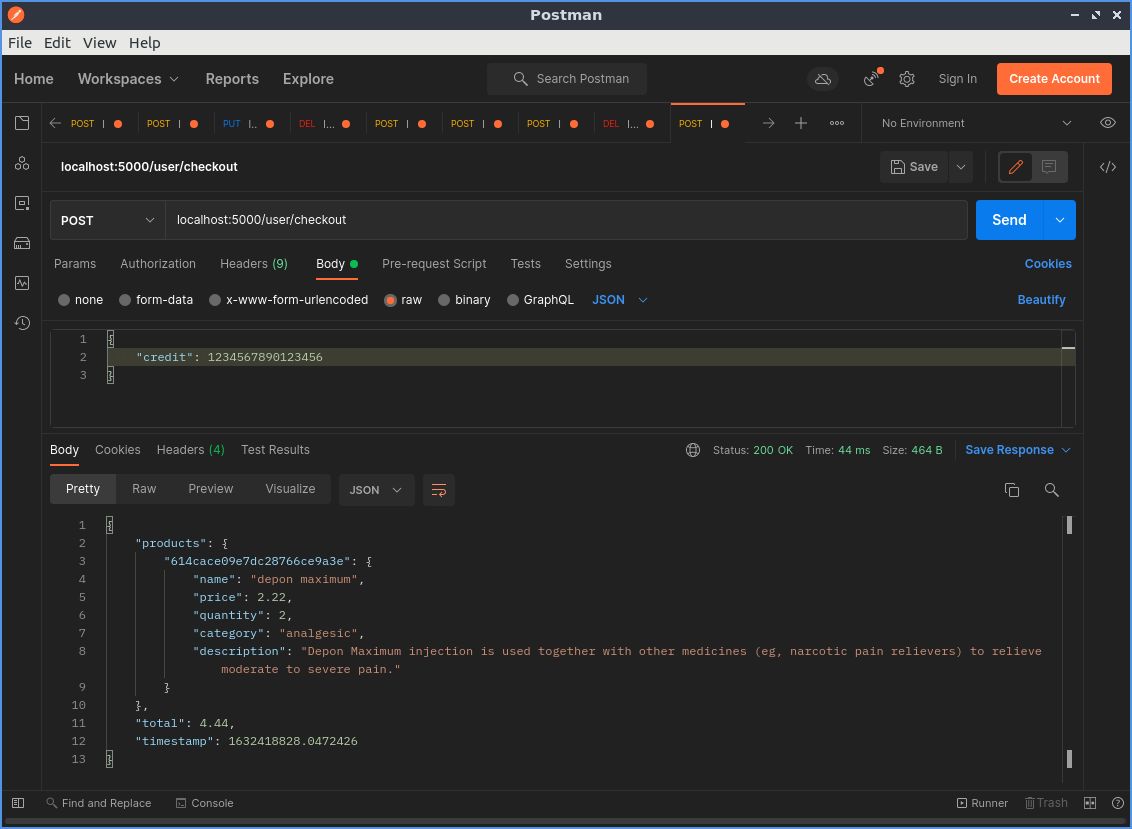 Postman
File Edit View Help
Home Workspaces Reports Explore Search Postman Sign In Create Account
POST | POST | PUT |.. DEL |... POST | POST | POST | DEL |... POST | No Environment
localhost:5000/user/checkout Save
POST localhost:5000/user/checkout Send
Params Authorization Headers (9) Body Pre-request Script Tests Settings Cookies
none form-data x-www-form-urlencoded raw binary GraphQL JSON Beautify
1 {
2 "credit": 1234567890123456
3 }
Body Cookies Headers (4) Test Results Status: 200 OK Time: 44 ms Size: 464 B Save Response
Pretty Raw Preview Visualize JSON
1 {
2 "products": {
3 "614cace09e7dc28766ce9a3e": {
4 "name": "depon maximum",
5 "price": 2.22,
6 "quantity": 2,
7 "category": "analgesic",
8 "description": "Depon Maximum injection is used together with other medicines (eg, narcotic pain relievers) to relieve
moderate to severe pain."
9 }
10 },
11 "total": 4.44,
12 "timestamp": 1632418828.0472426
13 }
Find and Replace Console Runner Trash